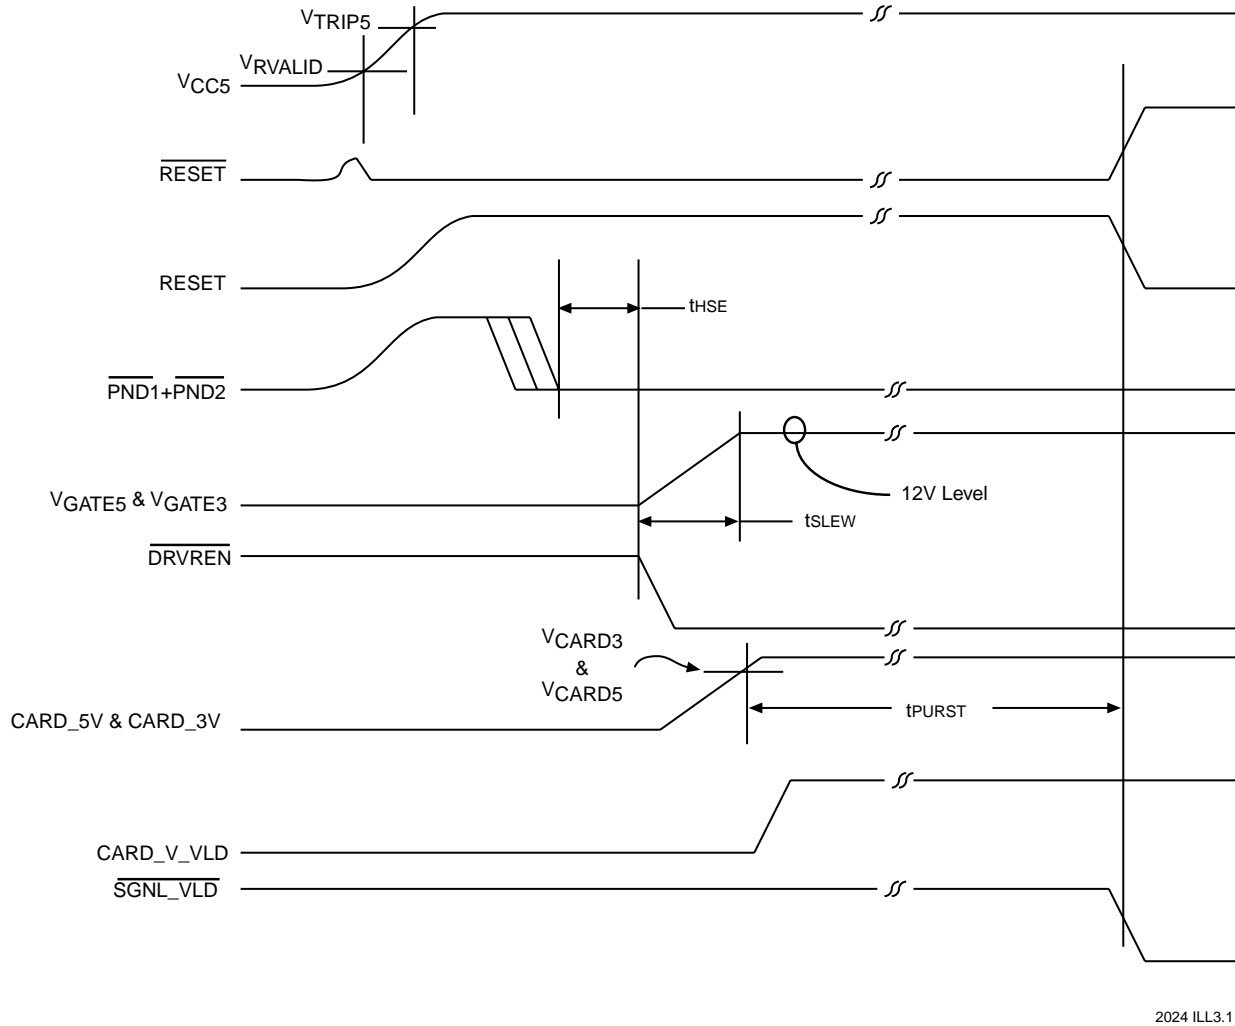 VTRIP5
VRVALID
VCC5
RESET
RESET
tHSE
PND1+PND2
12V Level
VGATE5 & VGATE3
tSLEW
DRVREN
VCARD3
&
VCARD5
tPURST
CARD_5V & CARD_3V
CARD_V_VLD
SGNL_VLD
2024 ILL3.1